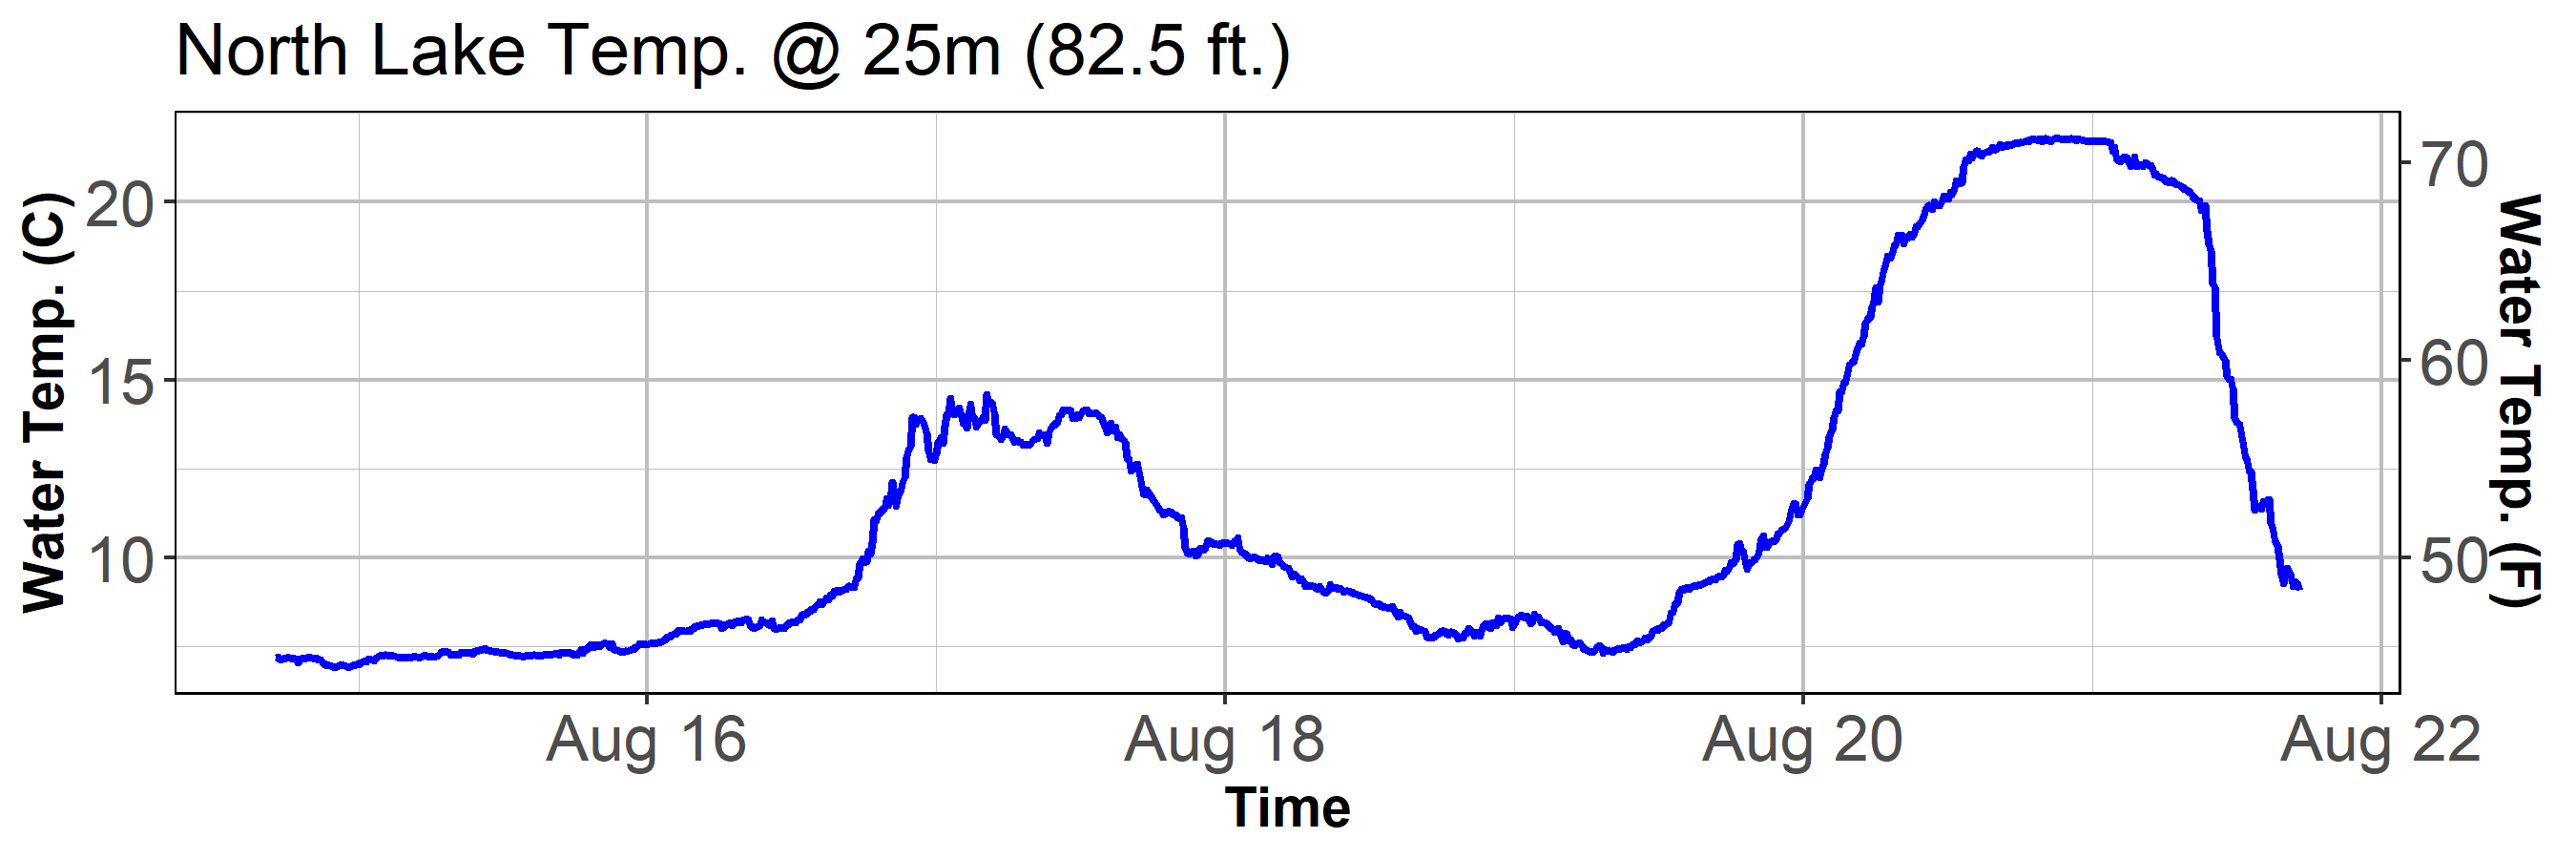 North Lake Temp. @ 25m (82.5 ft.)
Water Temp. (C)
20
15
10
70
60
50
Water Temp. (F)
Aug 16
Aug 18
Aug 20
Aug 22
Time